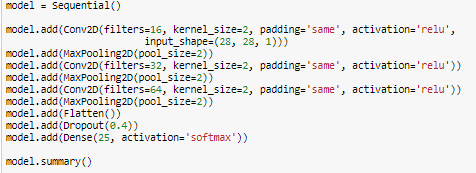 model = Sequential()
model.add(Conv2D(filters=16, kernel_size=2, padding='same', activation='relu',
input_shape=(28, 28, 1)))
model.add(MaxPooling2D(pool_size=2))
model.add(Conv2D(filters=32, kernel_size=2, padding='same', activation='relu'))
model.add(MaxPooling2D(pool_size=2))
model.add(Conv2D(filters=64, kernel_size=2, padding='same', activation='relu'))
model.add(MaxPooling2D(pool_size=2))
model.add(Flatten())
model.add(Dropout(0.4))
model.add(Dense(25, activation='softmax'))
model.summary()